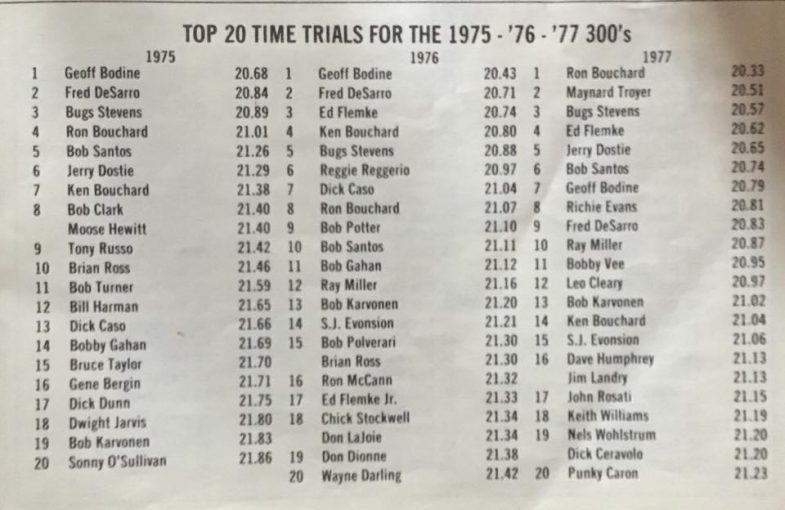 TOP 20 TIME TRIALS FOR THE 1975 - '76 - '77 300's
1975 1976 1977
1 Geoff Bodine 20.68 1 Geoff Bodine 20.43 1 Ron Bouchard 20.33
2 Fred DeSarro 20.84 2 Fred DeSarro 20.71 2 Maynard Troyer 20.51
3 Bugs Stevens 20.89 3 Ed Flemke 20.74 3 Bugs Stevens 20.57
4 Ron Bouchard 21.01 4 Ken Bouchard 20.80 4 Ed Flemke 20.62
5 Bob Santos 21.26 5 Bugs Stevens 20.88 5 Jerry Dostie 20.65
6 Jerry Dostie 21.29 6 Reggie Reggerio 20.97 6 Bob Santos 20.74
7 Ken Bouchard 21.38 7 Dick Caso 21.04 7 Geoff Bodine 20.79
8 Bob Clark 21.40 8 Ron Bouchard 21.07 8 Richie Evans 20.81
Moose Hewitt 21.40 9 Bob Potter 21.10 9 Fred DeSarro 20.83
9 Tony Russo 21.42 10 Bob Santos 21.11 10 Ray Miller 20.87
10 Brian Ross 21.46 11 Bob Gahan 21.12 11 Bobby Vee 20.95
11 Bob Turner 21.59 12 Ray Miller 21.16 12 Leo Cleary 20.97
12 Bill Harman 21.65 13 Bob Karvonen 21.20 13 Bob Karvonen 21.02
13 Dick Caso 21.66 14 S.J. Evonsion 21.21 14 Ken Bouchard 21.04
14 Bobby Gahan 21.69 15 Bob Polverari 21.30 15 S.J. Evonsion 21.06
15 Bruce Taylor 21.70 Brian Ross 21.30 16 Dave Humphrey 21.13
16 Gene Bergin 21.71 16 Ron McCann 21.32 Jim Landry 21.13
17 Dick Dunn 21.75 17 Ed Flemke Jr. 21.33 17 John Rosati 21.15
18 Dwight Jarvis 21.80 18 Chick Stockwell 21.34 18 Keith Williams 21.19
19 Bob Karvonen 21.83 Don LaJoie 21.34 19 Nels Wohlstrum 21.20
20 Sonny O'Sullivan 21.86 19 Don Dionne 21.38 Dick Ceravolo 21.20
20 Wayne Darling 21.42 20 Punky Caron 21.23